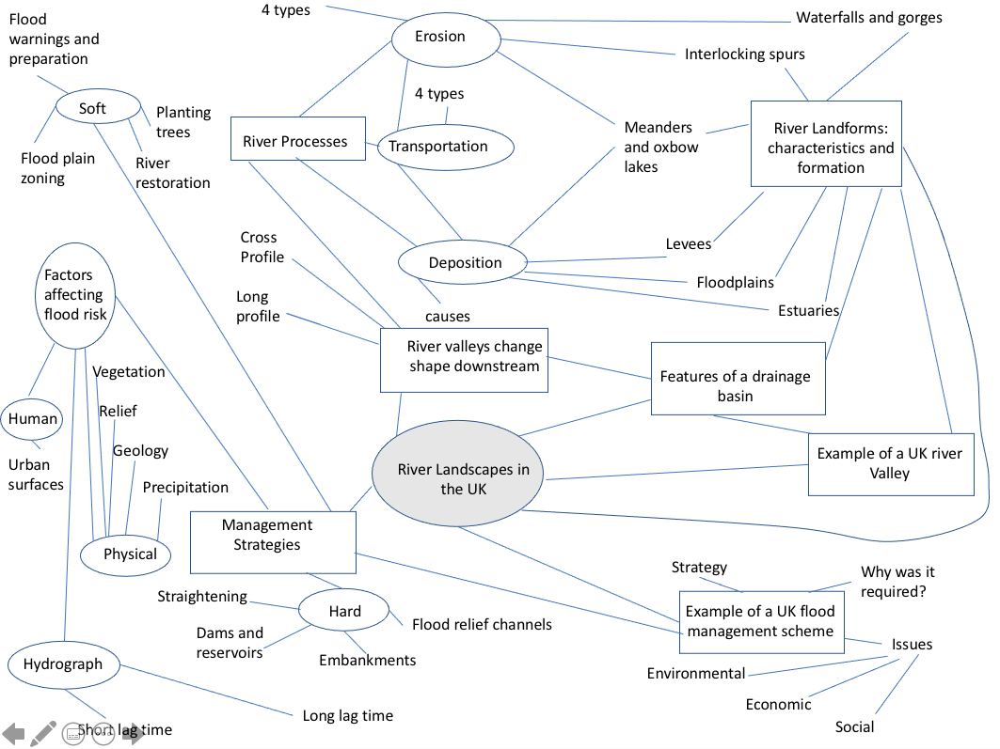 4 types
Erosion
Waterfalls and gorges
Interlocking spurs
Flood
warnings and
preparation
Soft
Planting
trees
Flood plain
zoning
River
restoration
4 types
River Processes
Transportation
Meanders
and oxbow
lakes
River Landforms:
characteristics and
formation
Cross
Profile
Deposition
Levees
Floodplains
Estuaries
Factors
affecting
flood risk
Long
profile
causes
River valleys change
shape downstream
Features of a drainage
basin
Vegetation
Relief
Human
Geology
Urban
surfaces
Precipitation
River Landscapes in
the UK
Example of a UK river
Valley
Management
Strategies
Physical
Strategy
Why was it
required?
Straightening
Hard
Flood relief channels
Dams and
reservoirs
Embankments
Example of a UK flood
management scheme
Issues
Environmental
Economic
Social
Hydrograph
Short lag time
Long lag time